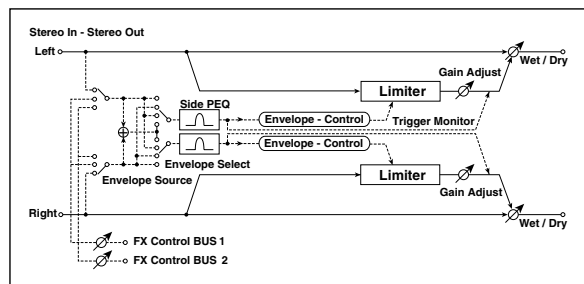 Stereo In - Stereo Out
Left
Wet / Dry
Gain Adjust
Limiter
Side PEQ
Envelope - Control
Trigger Monitor
Envelope - Control
Envelope Select
Envelope Source
Limiter
Gain Adjust
Right
Wet / Dry
FX Control BUS 1
FX Control BUS 2